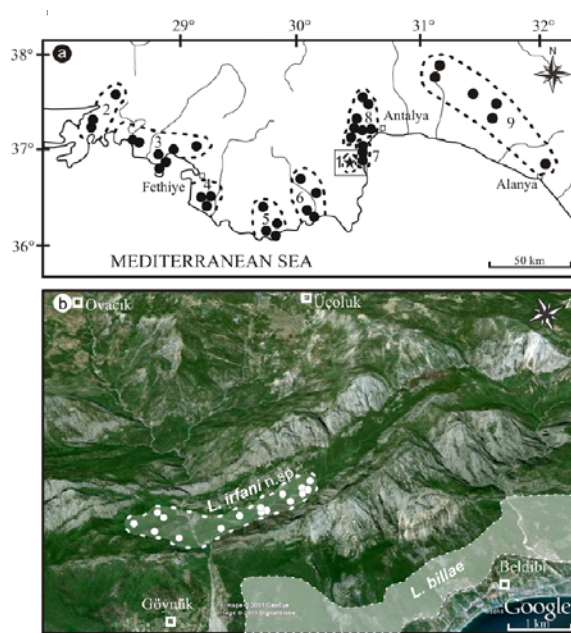 29° 30° 31° 32°
38°
a
N
2
8
Antalya
9
37°
3
1
7
Fethiye
4
6
Alanya
5
36°
MEDITERRANEAN SEA
50 km
b
Ovacık
Üçoluk
L. irfani n.sp.
L. billae
Beldibi
Gövnük
Google
1 km